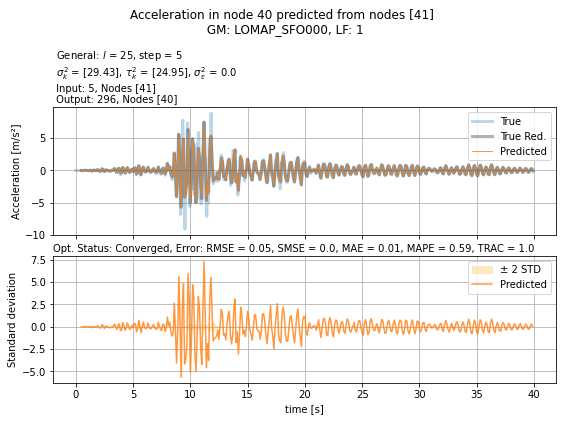 Acceleration in node 40 predicted from nodes [41]
GM: LOMAP_SFO000, LF: 1
General: l = 25, step = 5
σ²ₖ = [29.43], τ²ₖ = [24.95], σ²ε = 0.0
Input: 5, Nodes [41]
Output: 296, Nodes [40]
Acceleration [m/s²]
5
0
−5
−10
True
True Red.
Predicted
Opt. Status: Converged, Error: RMSE = 0.05, SMSE = 0.0, MAE = 0.01, MAPE = 0.59, TRAC = 1.0
Standard deviation
7.5
5.0
2.5
0.0
−2.5
−5.0
± 2 STD
Predicted
0 5 10 15 20 25 30 35 40
time [s]